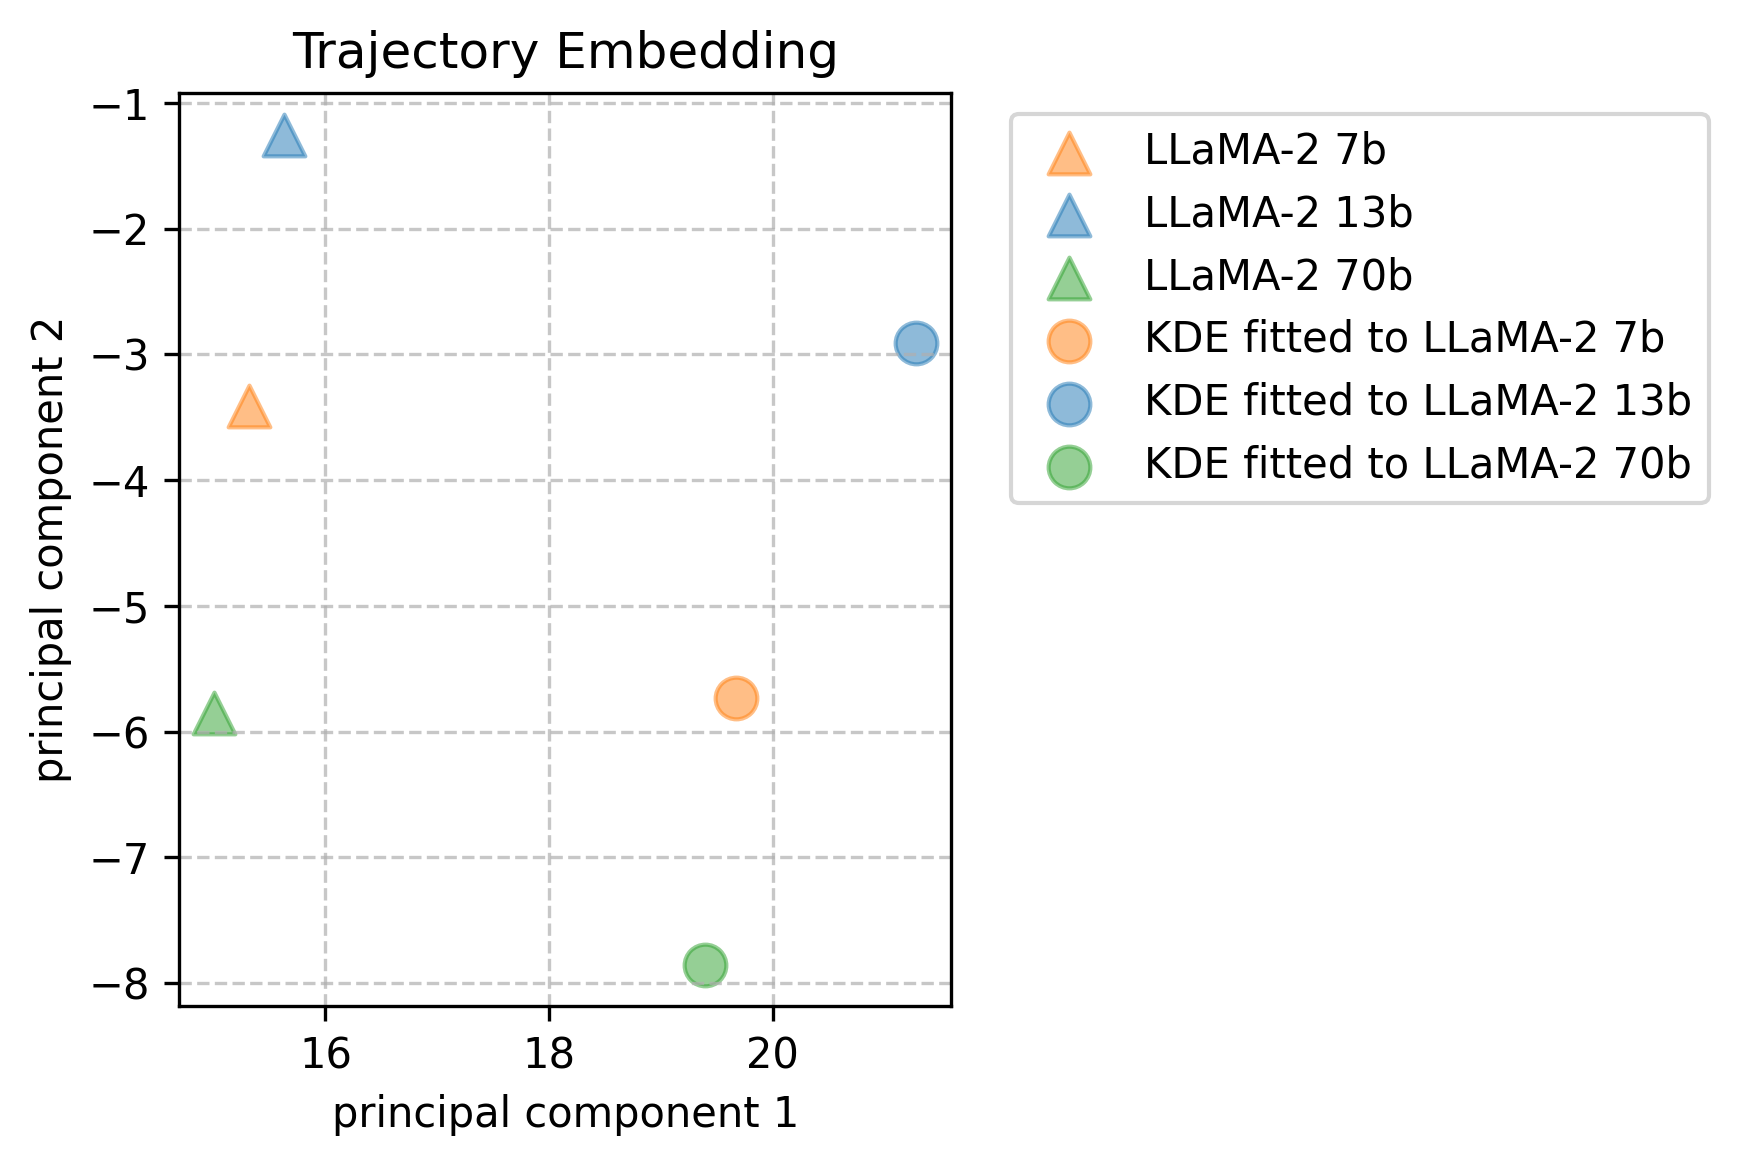 Trajectory Embedding
−1
−2
−3
−4
−5
−6
−7
−8
principal component 2
16 18 20
principal component 1
LLaMA-2 7b
LLaMA-2 13b
LLaMA-2 70b
KDE fitted to LLaMA-2 7b
KDE fitted to LLaMA-2 13b
KDE fitted to LLaMA-2 70b